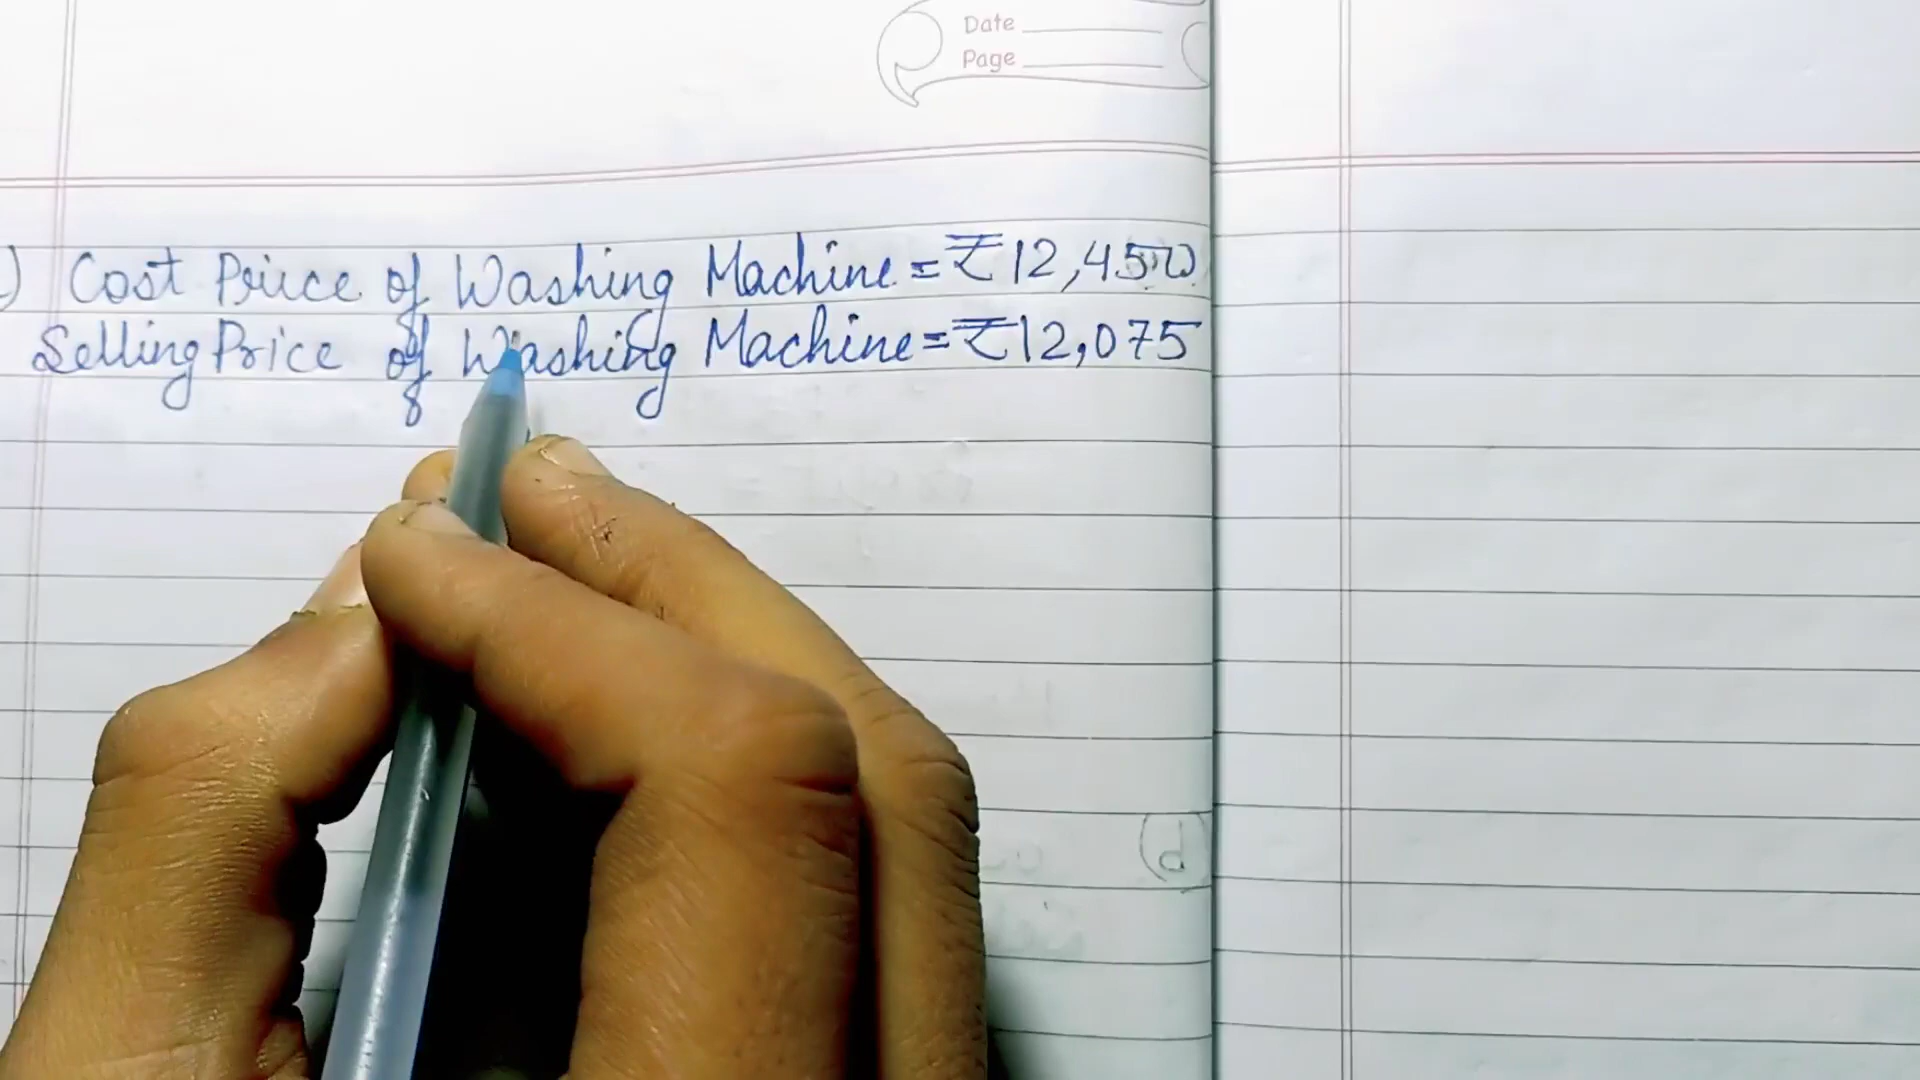 Date
Page
Cost Price of Washing Machine = ₹12,450
Selling Price of Washing Machine = ₹12,075
(d)